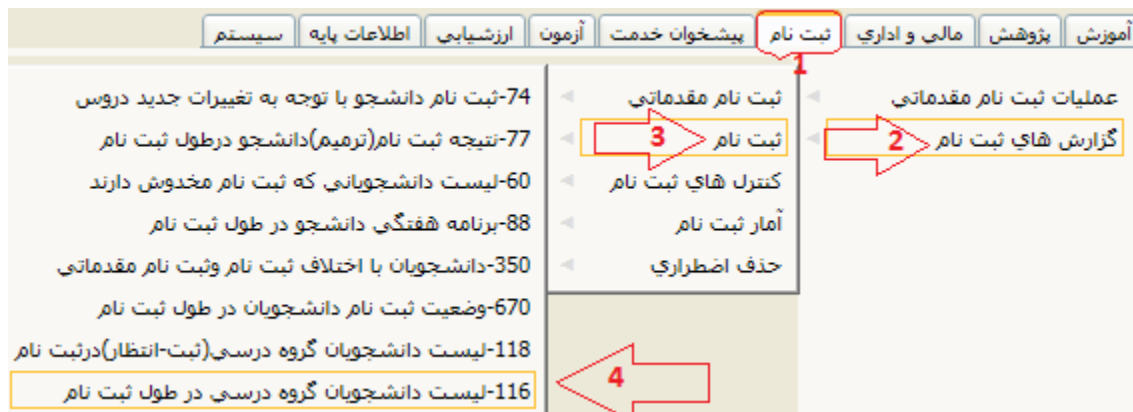 آموزش پژوهش مالي و اداري ثبت نام پيشخوان خدمت آزمون ارزشيابي اطلاعات پايه سيستم
1
عمليات ثبت نام مقدماتي
گزارش هاي ثبت نام
2
ثبت نام مقدماتي
ثبت نام
3
كنترل هاي ثبت نام
آمار ثبت نام
حذف اضطراري
74-ثبت نام دانشجو با توجه به تغييرات جديد دروس
77-نتيجه ثبت نام(ترميم)دانشجو درطول ثبت نام
60-ليست دانشجوياني كه ثبت نام مخدوش دارند
88-برنامه هفتگي دانشجو در طول ثبت نام
350-دانشجويان با اختلاف ثبت نام وثبت نام مقدماتي
670-وضعيت ثبت نام دانشجويان در طول ثبت نام
118-ليست دانشجويان گروه درسي(ثبت-انتظار)درثبت نام
116-ليست دانشجويان گروه درسي در طول ثبت نام
4